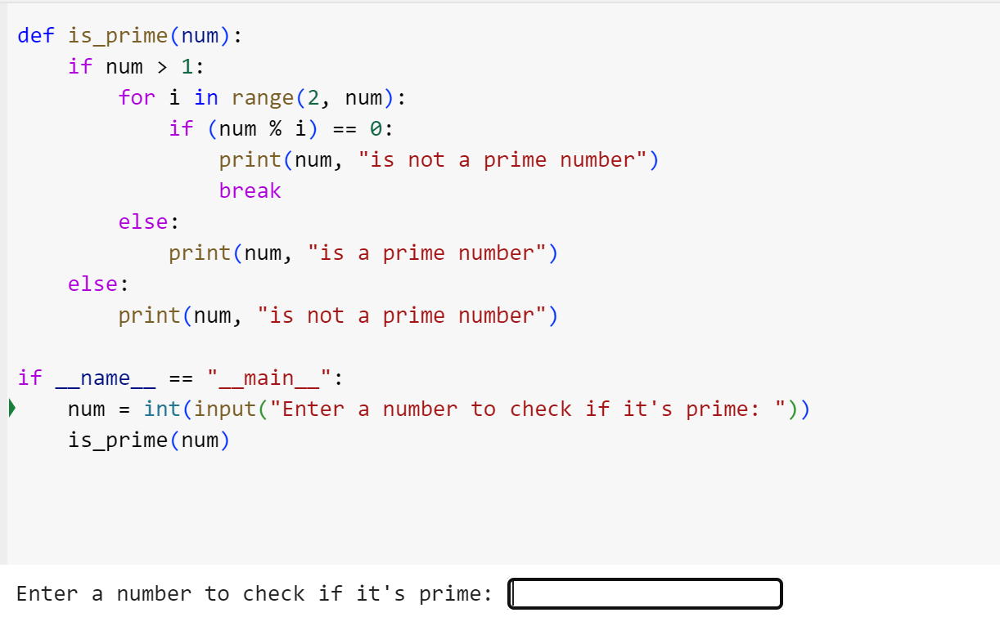 def is_prime(num):
    if num > 1:
        for i in range(2, num):
            if (num % i) == 0:
                print(num, "is not a prime number")
                break
        else:
            print(num, "is a prime number")
    else:
        print(num, "is not a prime number")

if __name__ == "__main__":
    num = int(input("Enter a number to check if it's prime: "))
    is_prime(num)

Enter a number to check if it's prime: